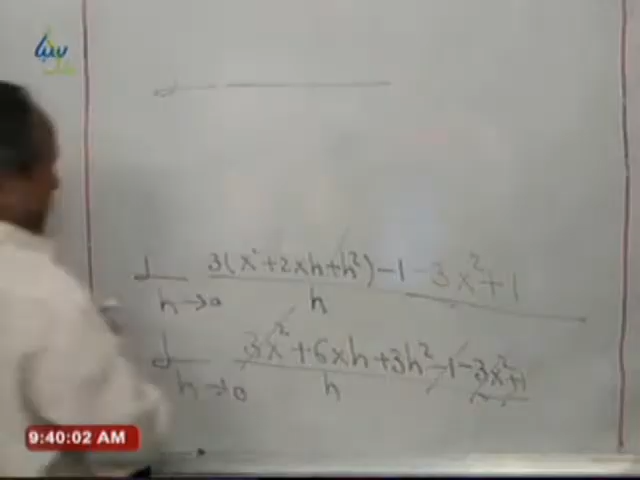 سنا
L h→0 3(x²+2xh+h²)-1-3x²+1 / h
L h→0 3x²+6xh+3h²-1-3x²+1 / h
9:40:02 AM